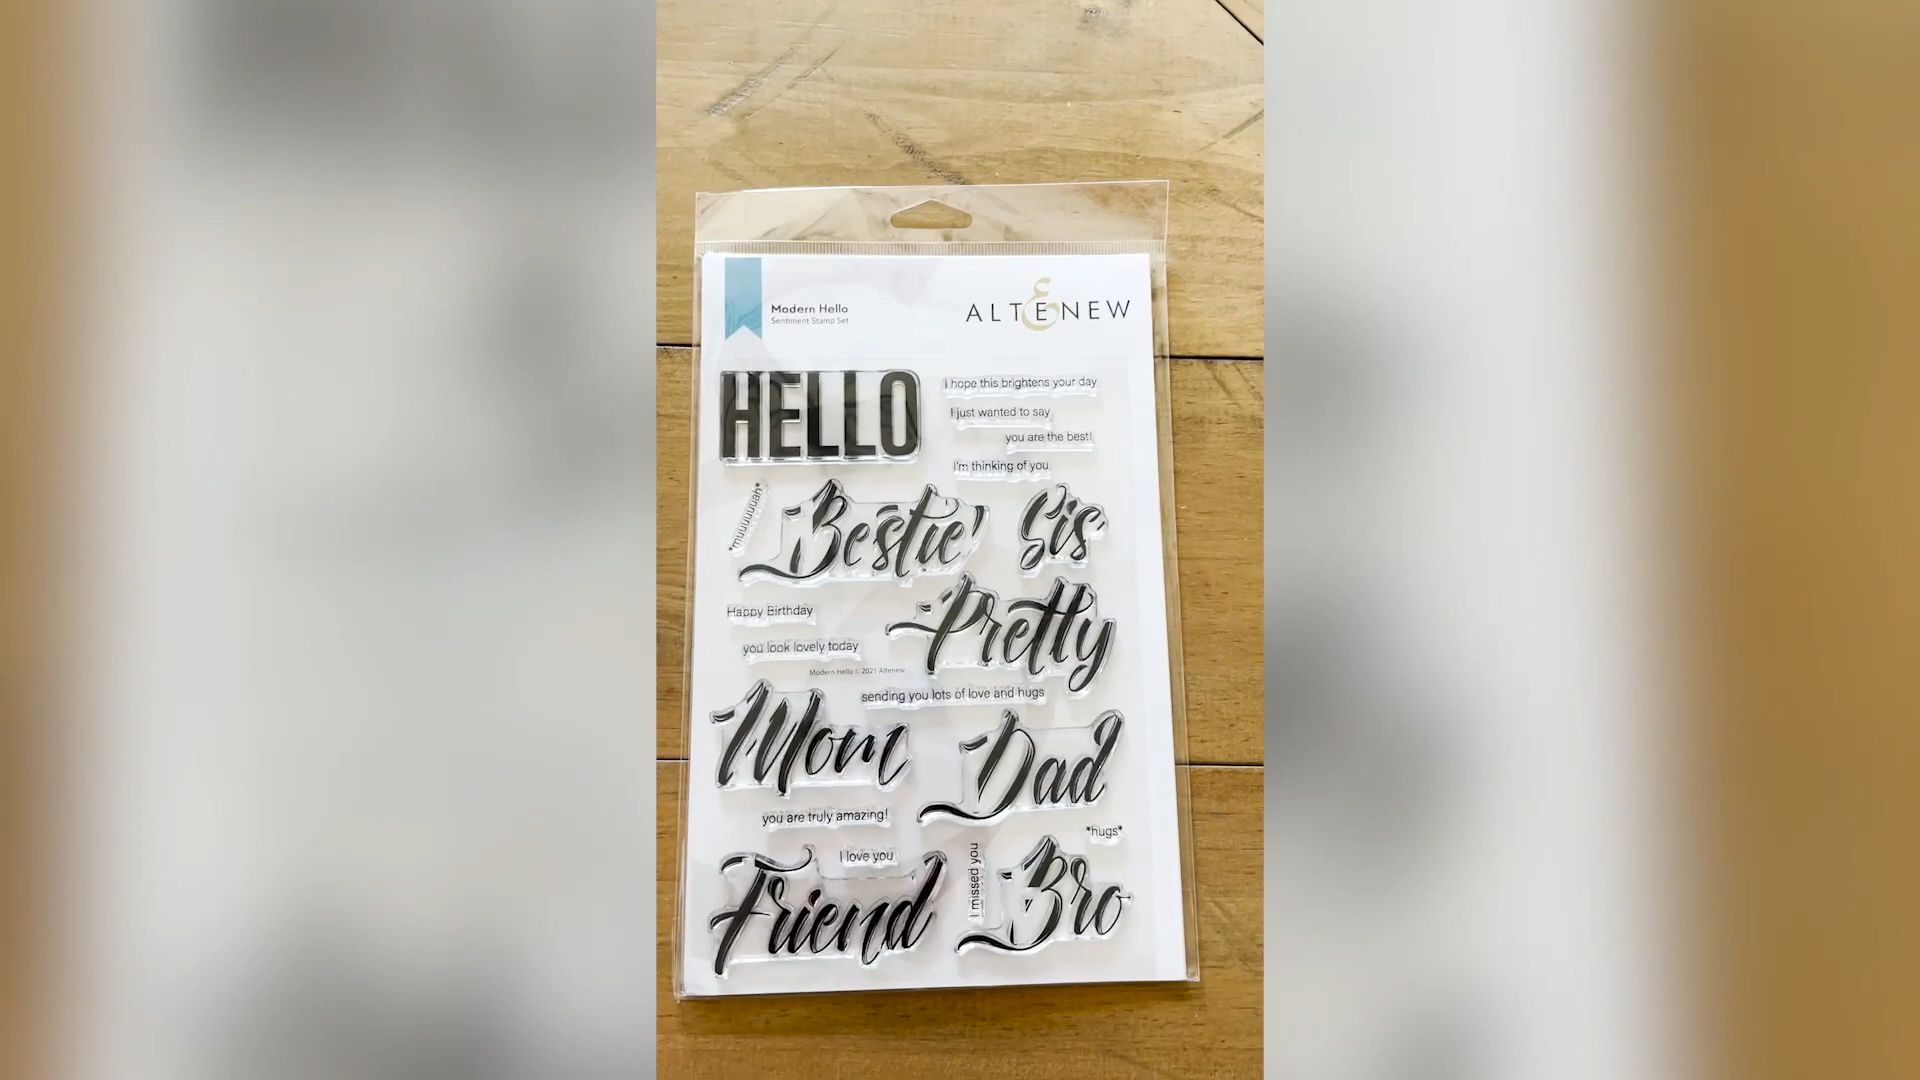 Modern Hello
Sentiment Stamp Set
ALTENEW
HELLO
I hope this brightens your day
I just wanted to say
you are the best!
I'm thinking of you
*muuuuuuah*
Bestie
Sis
Happy Birthday
Pretty
you look lovely today
Modern Hello © 2021 Altenew
sending you lots of love and hugs
Mom
Dad
you are truly amazing!
*hugs*
I love you
I missed you
Friend
Bro